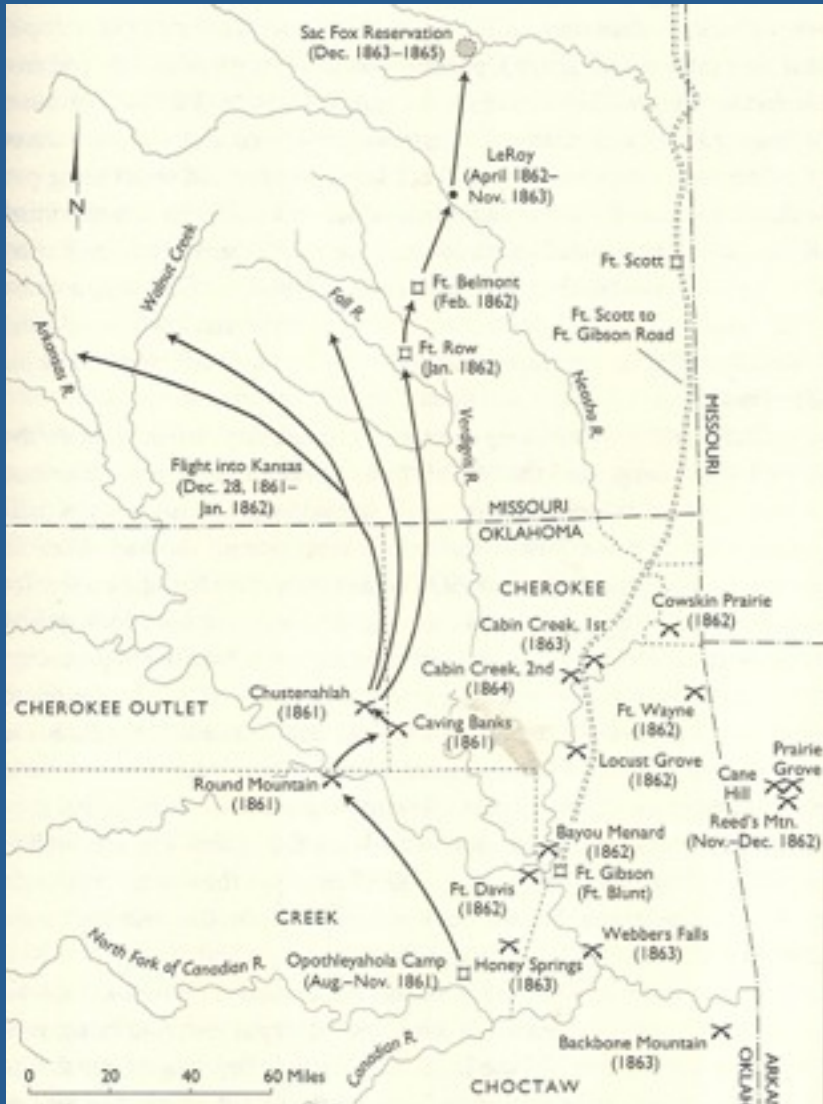 Sac Fox Reservation
(Dec. 1863–1865)
LeRoy
(April 1862–
Nov. 1863)
N
Walnut Creek
Arkansas R.
Fall R.
Ft. Belmont
(Feb. 1862)
Ft. Scott
Ft. Scott to
Ft. Gibson Road
Ft. Row
(Jan. 1862)
Neosho R.
Verdigris R.
MISSOURI
Flight into Kansas
(Dec. 28, 1861–
Jan. 1862)
MISSOURI
OKLAHOMA
CHEROKEE
Cowskin Prairie
(1862)
Cabin Creek, 1st
(1863)
Cabin Creek, 2nd
(1864)
Chustenahlah
(1861)
CHEROKEE OUTLET
Caving Banks
(1861)
Ft. Wayne
(1862)
Locust Grove
(1862)
Prairie
Grove
Cane
Hill
Reed's Mtn.
(Nov.–Dec. 1862)
Round Mountain
(1861)
Bayou Menard
(1862)
Ft. Gibson
(Ft. Blunt)
Ft. Davis
(1862)
CREEK
North Fork of Canadian R.
Opothleyahola Camp
(Aug.–Nov. 1861)
Honey Springs
(1863)
Webbers Falls
(1863)
Canadian R.
Backbone Mountain
(1863)
0 20 40 60 Miles
CHOCTAW
OKLA
ARKA